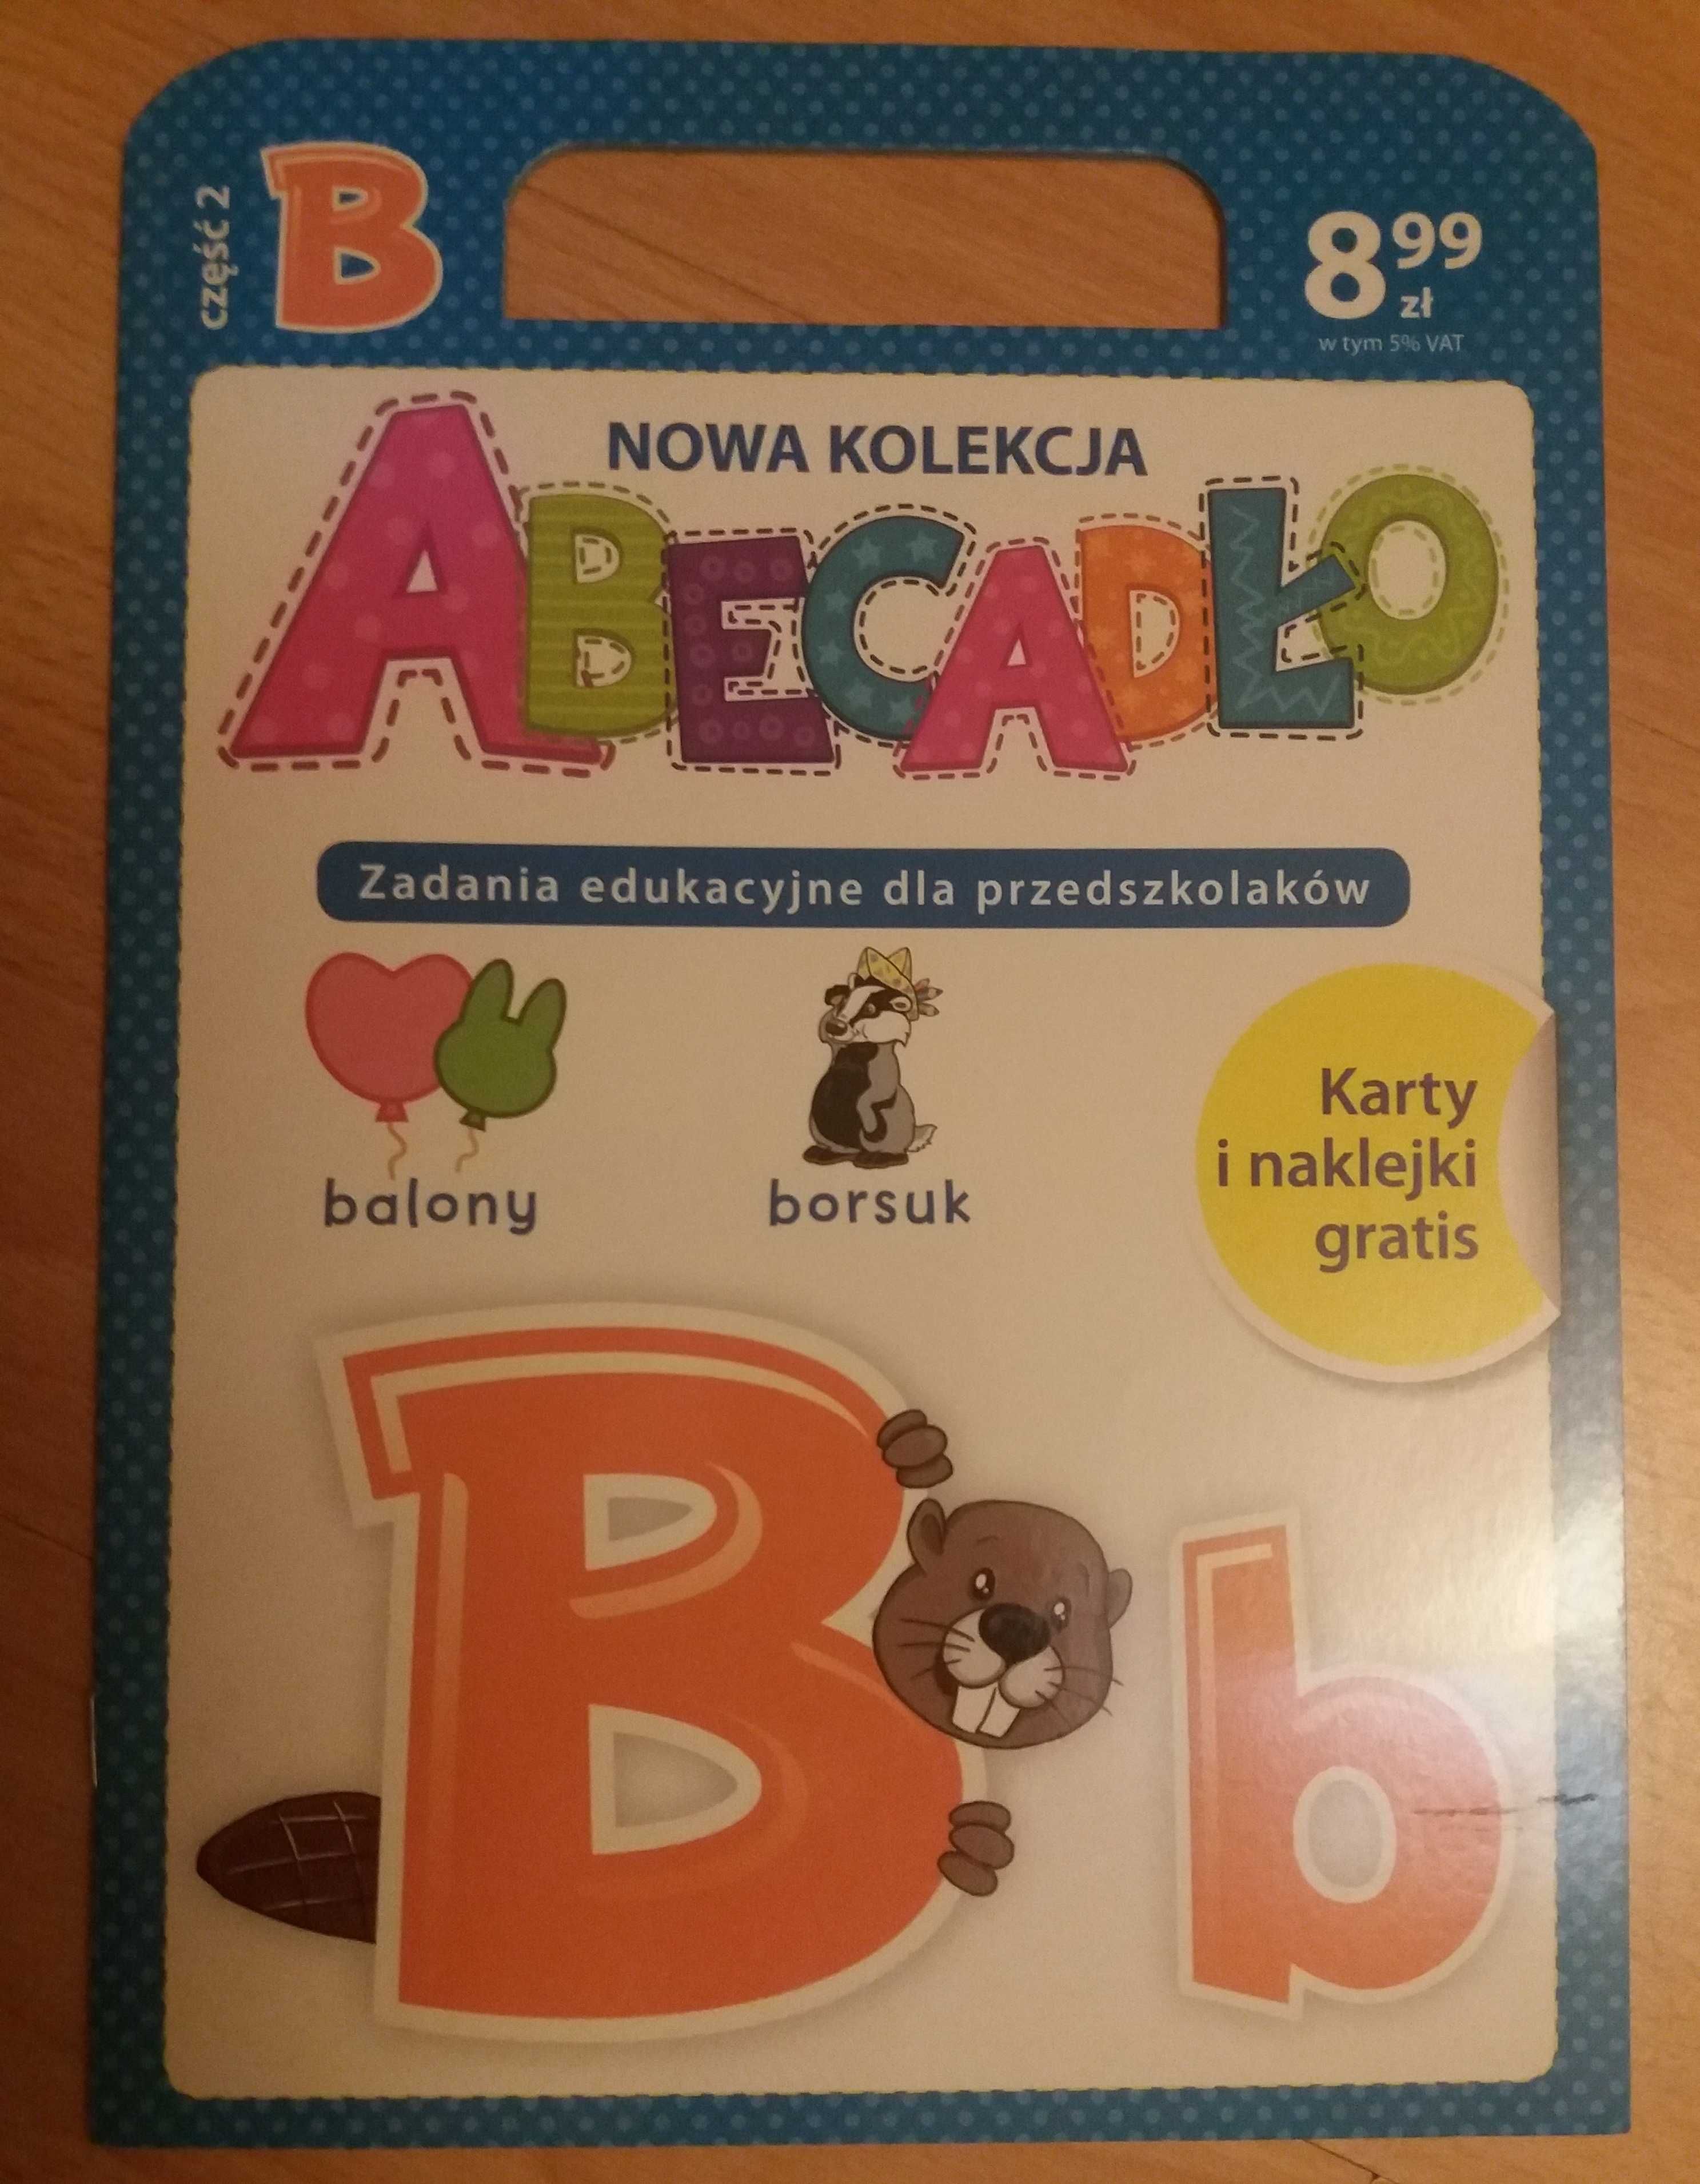 część 2
B
8 99
zł
w tym 5% VAT
NOWA KOLEKCJA
ABECADŁO
Zadania edukacyjne dla przedszkolaków
balony
borsuk
Karty
i naklejki
gratis
B b